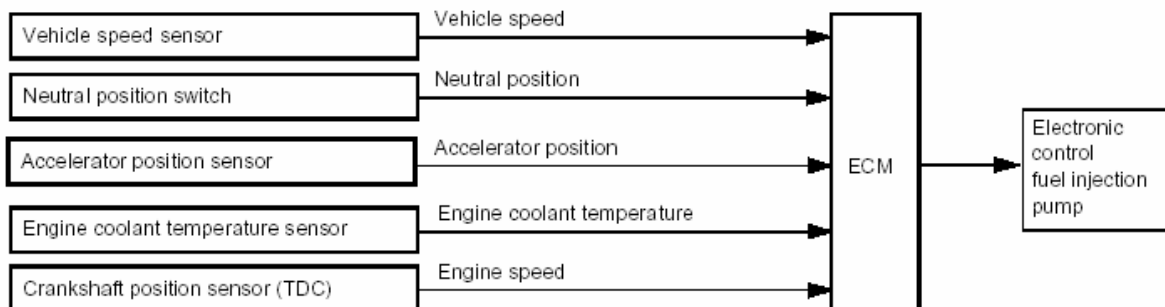 Vehicle speed sensor
Vehicle speed
Neutral position switch
Neutral position
Accelerator position sensor
Accelerator position
Engine coolant temperature sensor
Engine coolant temperature
Crankshaft position sensor (TDC)
Engine speed
ECM
Electronic
control
fuel injection
pump